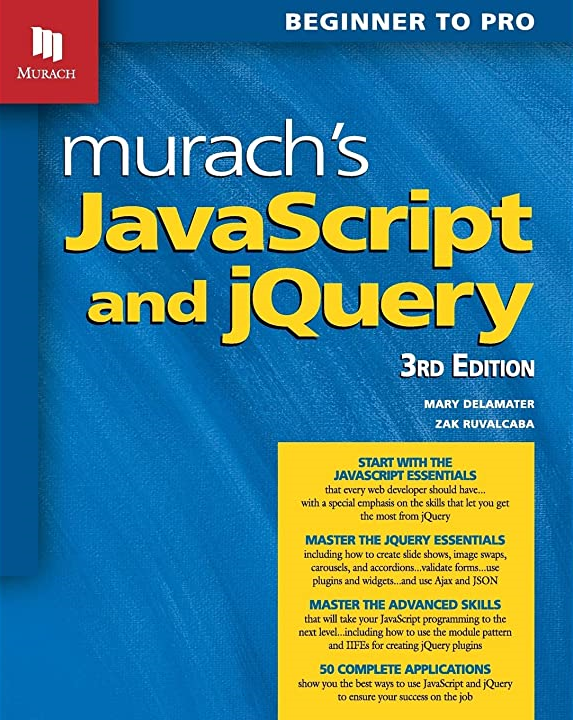 BEGINNER TO PRO
MURACH
murach's
JavaScript
and jQuery
3RD EDITION
MARY DELAMATER
ZAK RUVALCABA
START WITH THE
JAVASCRIPT ESSENTIALS
that every web developer should have...
with a special emphasis on the skills that let you get
the most from jQuery
MASTER THE JQUERY ESSENTIALS
including how to create slide shows, image swaps,
carousels, and accordions...validate forms...use
plugins and widgets...and use Ajax and JSON
MASTER THE ADVANCED SKILLS
that will take your JavaScript programming to the
next level...including how to use the module pattern
and IIFEs for creating jQuery plugins
50 COMPLETE APPLICATIONS
show you the best ways to use JavaScript and jQuery
to ensure your success on the job